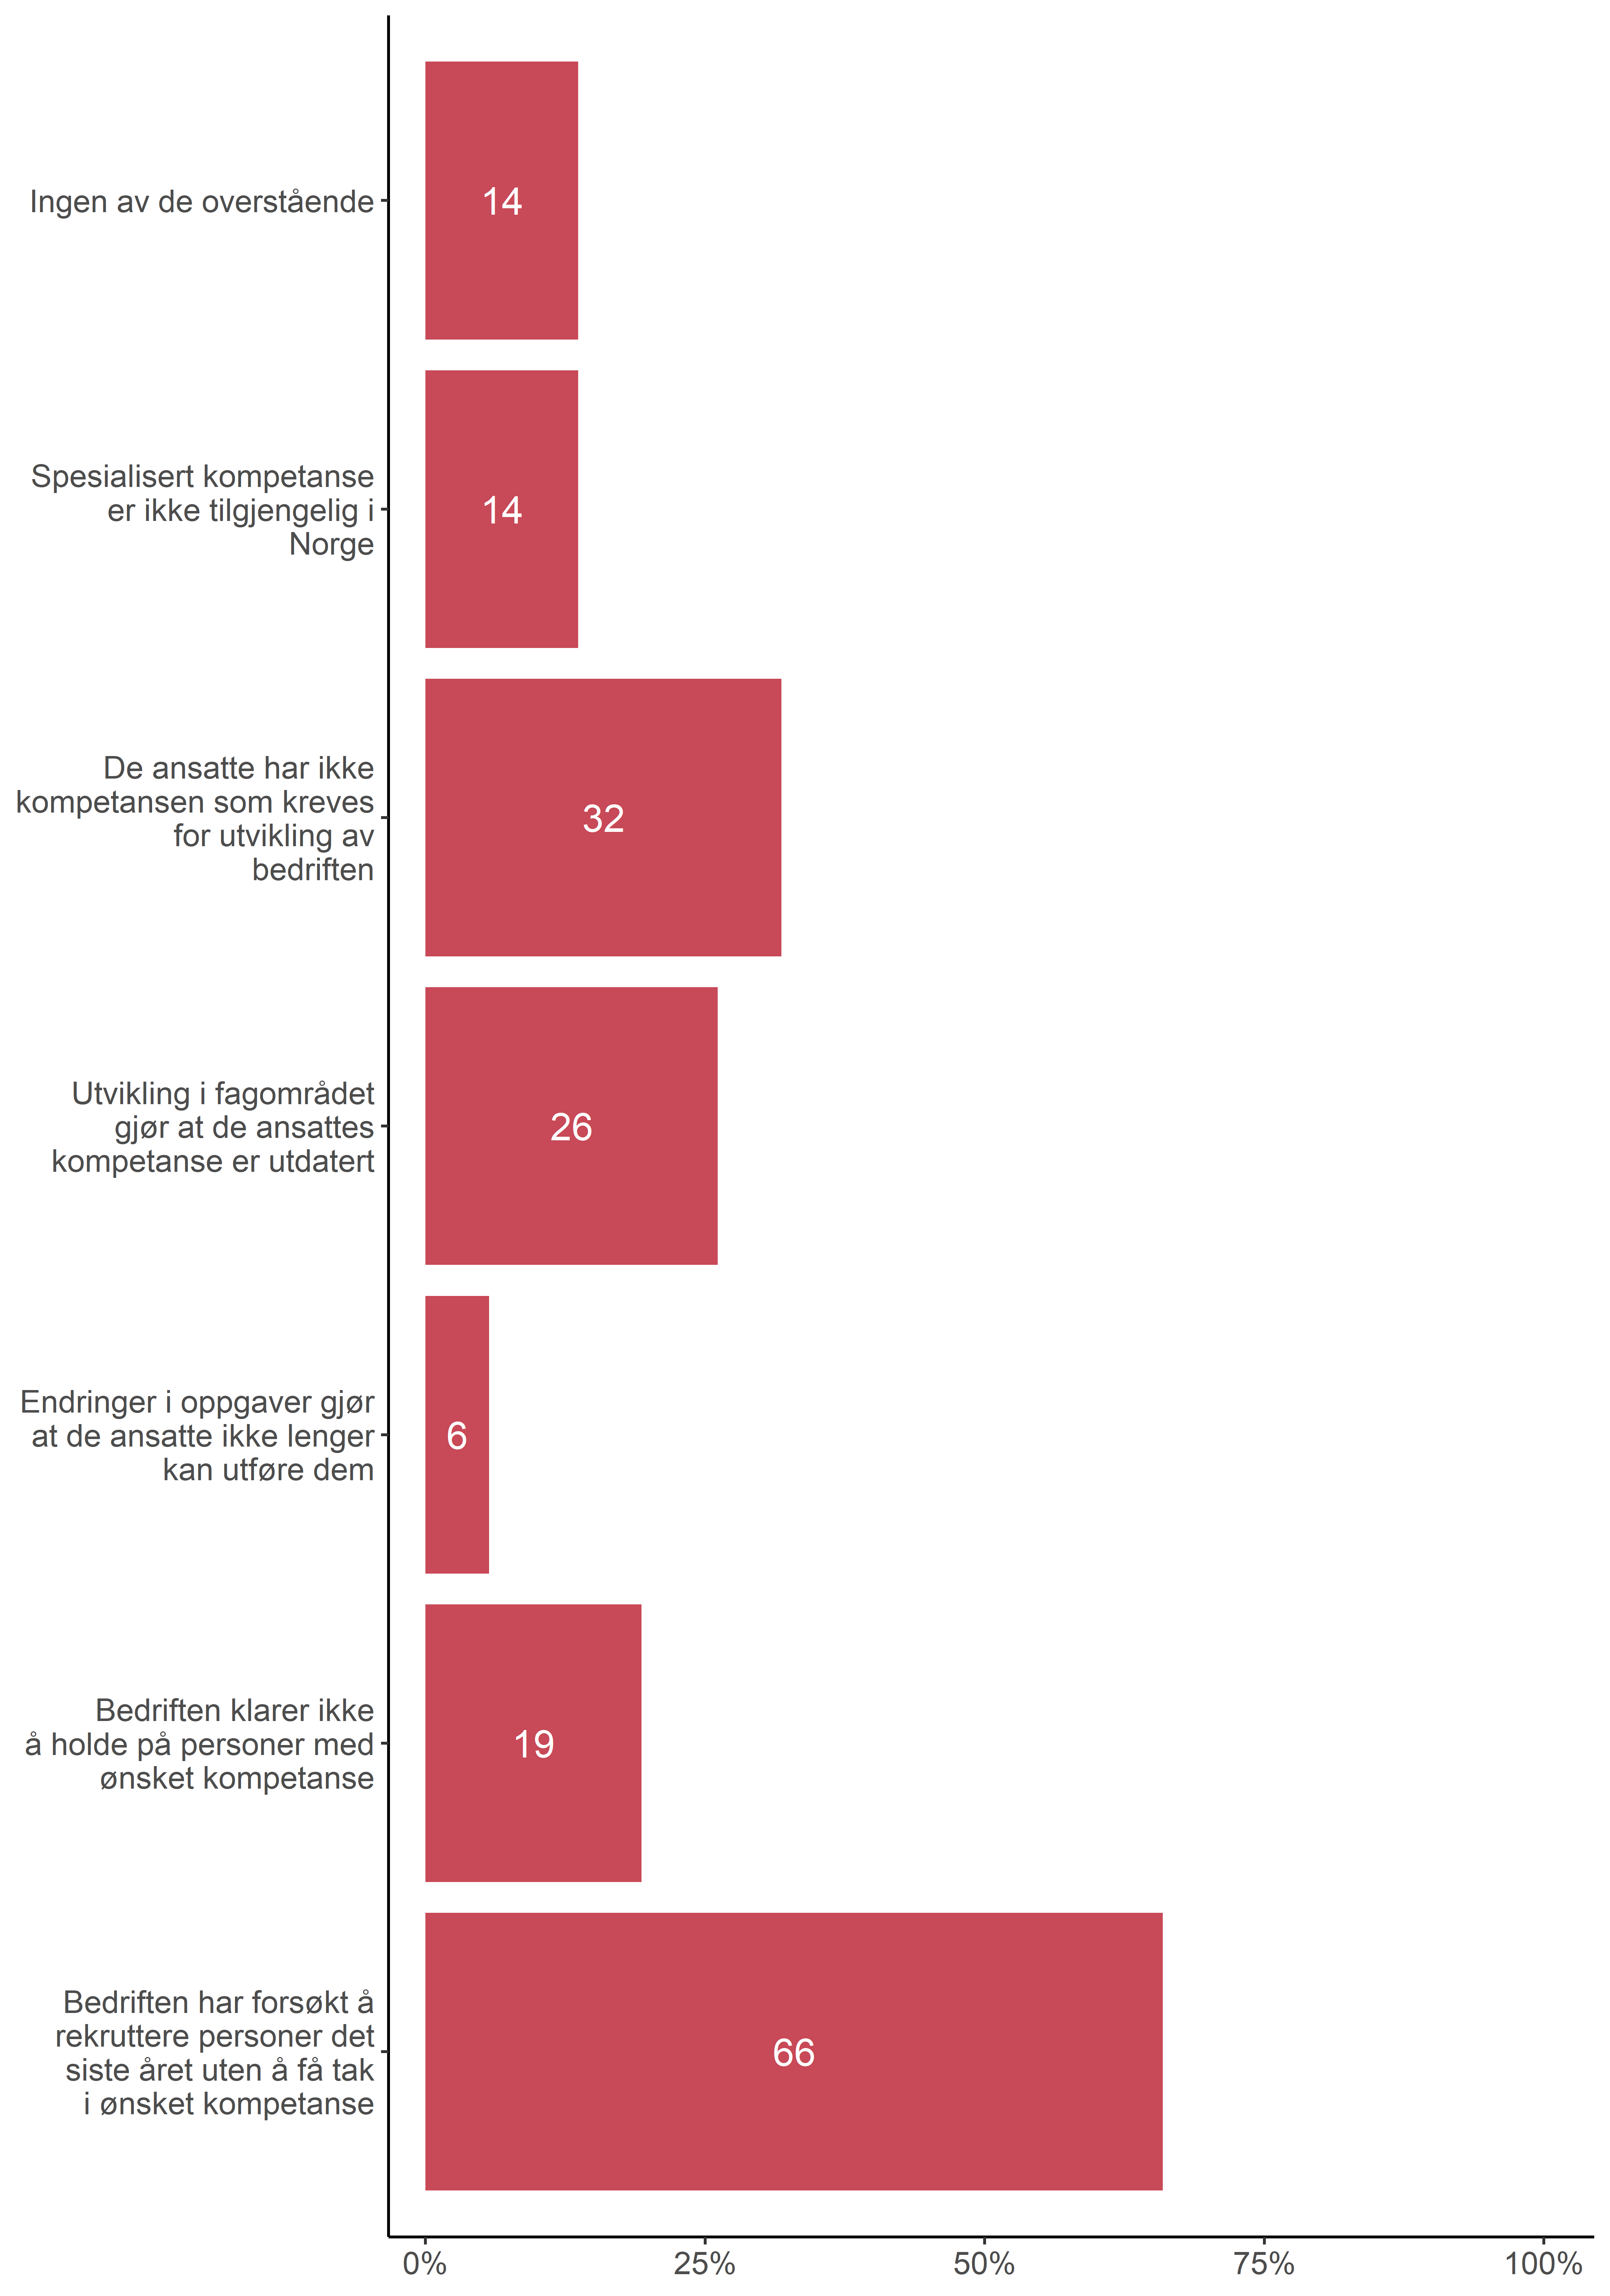 Ingen av de overstående
14
Spesialisert kompetanse
er ikke tilgjengelig i
Norge
14
De ansatte har ikke
kompetansen som kreves
for utvikling av
bedriften
32
Utvikling i fagområdet
gjør at de ansattes
kompetanse er utdatert
26
Endringer i oppgaver gjør
at de ansatte ikke lenger
kan utføre dem
6
Bedriften klarer ikke
å holde på personer med
ønsket kompetanse
19
Bedriften har forsøkt å
rekruttere personer det
siste året uten å få tak
i ønsket kompetanse
66
0% 25% 50% 75% 100%